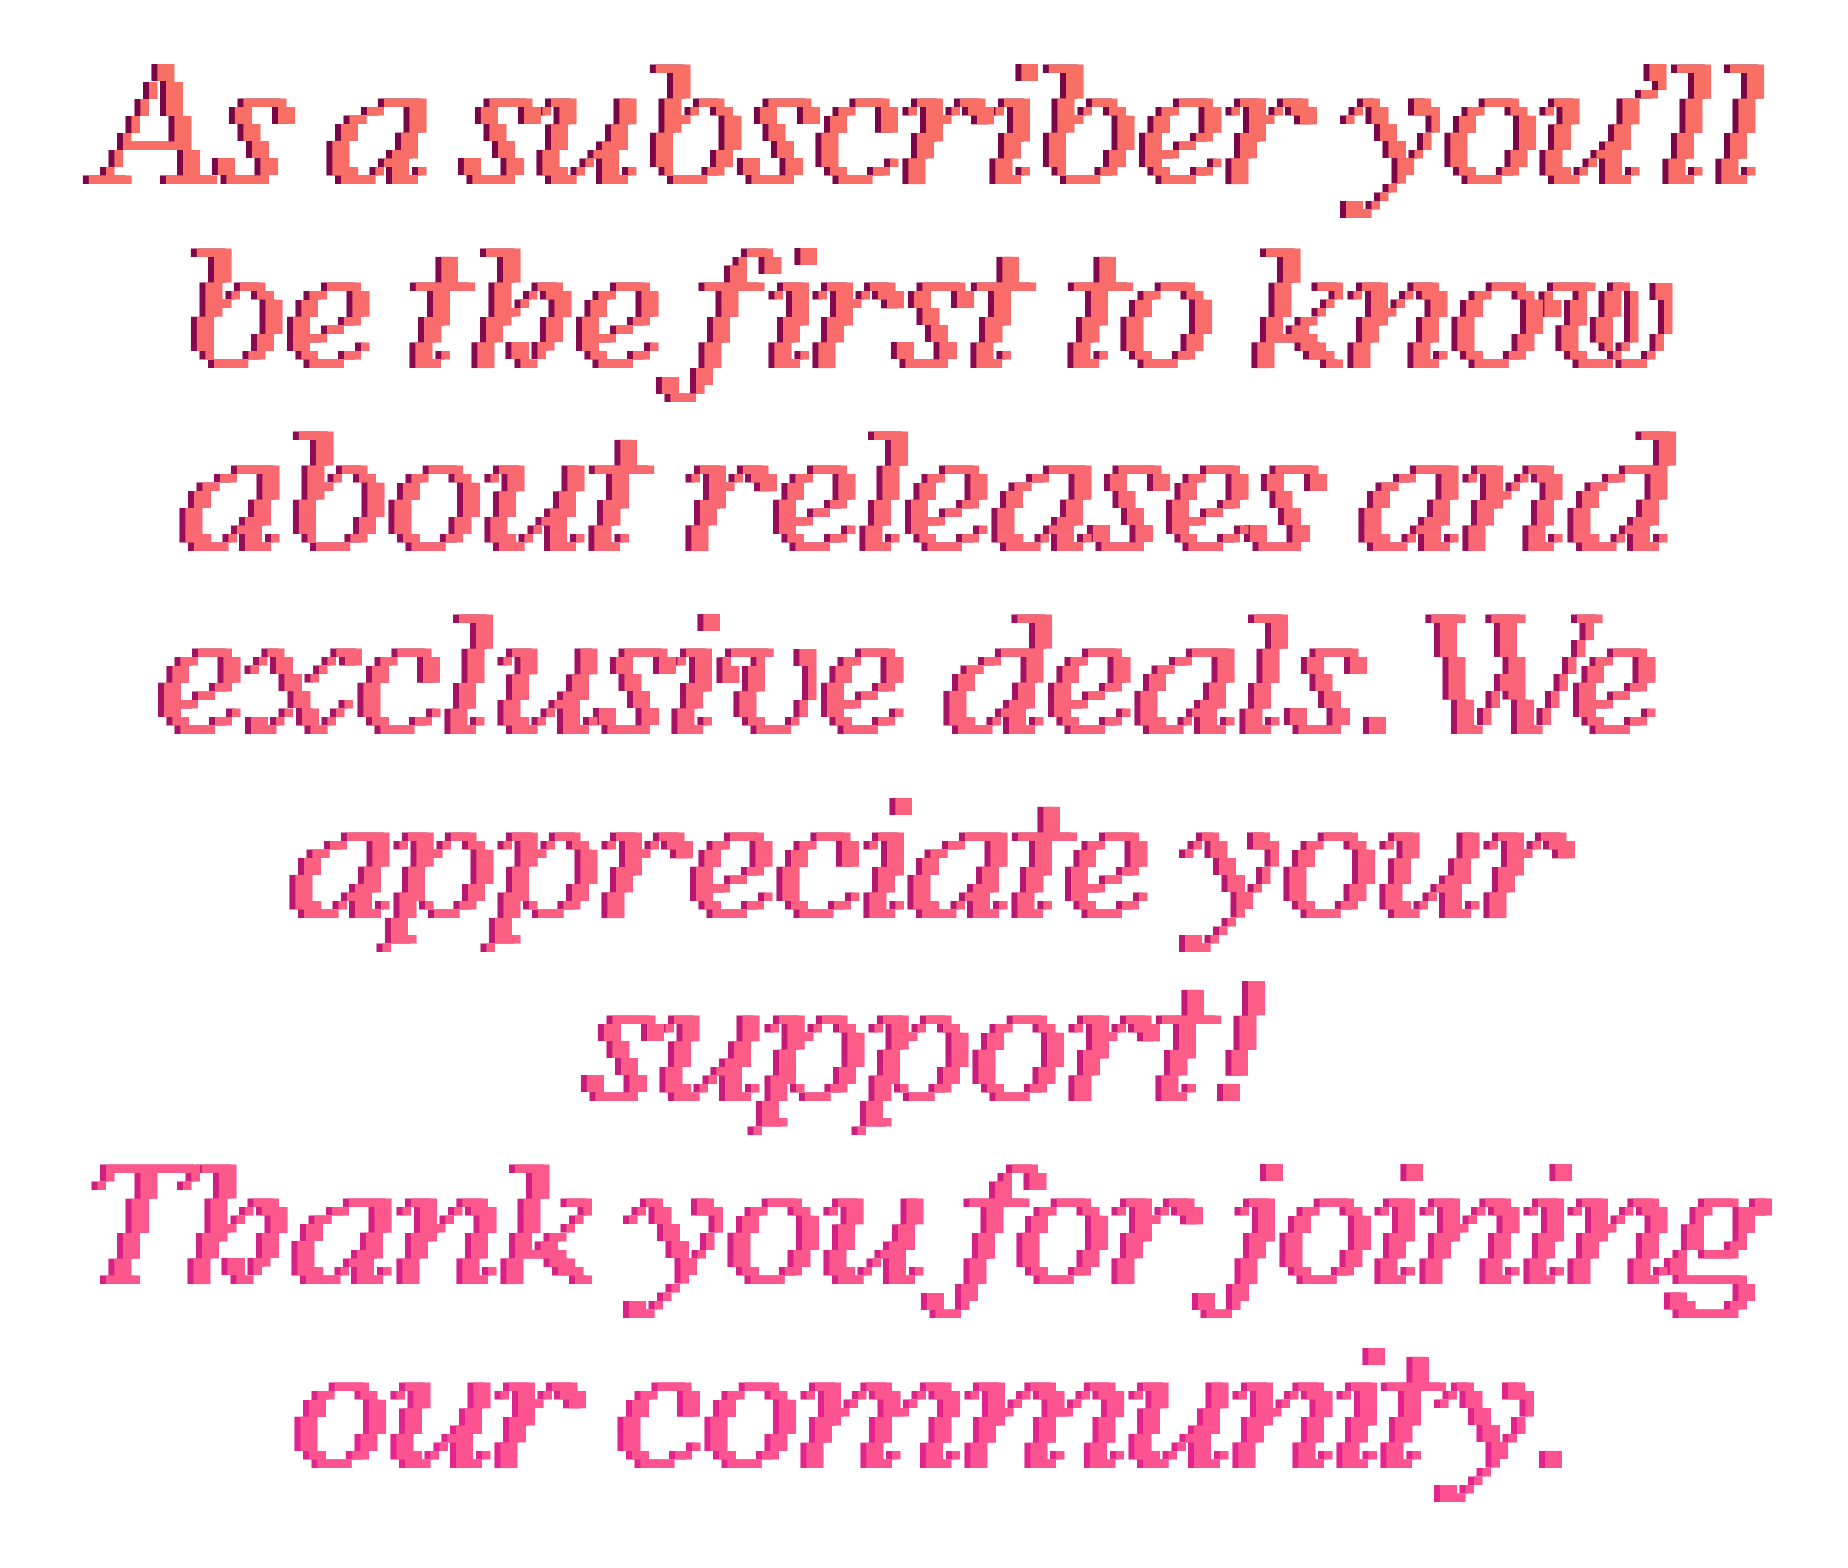 As a subscriber you'll
be the first to know
about releases and
exclusive deals. We
appreciate your
support!
Thank you for joining
our community.